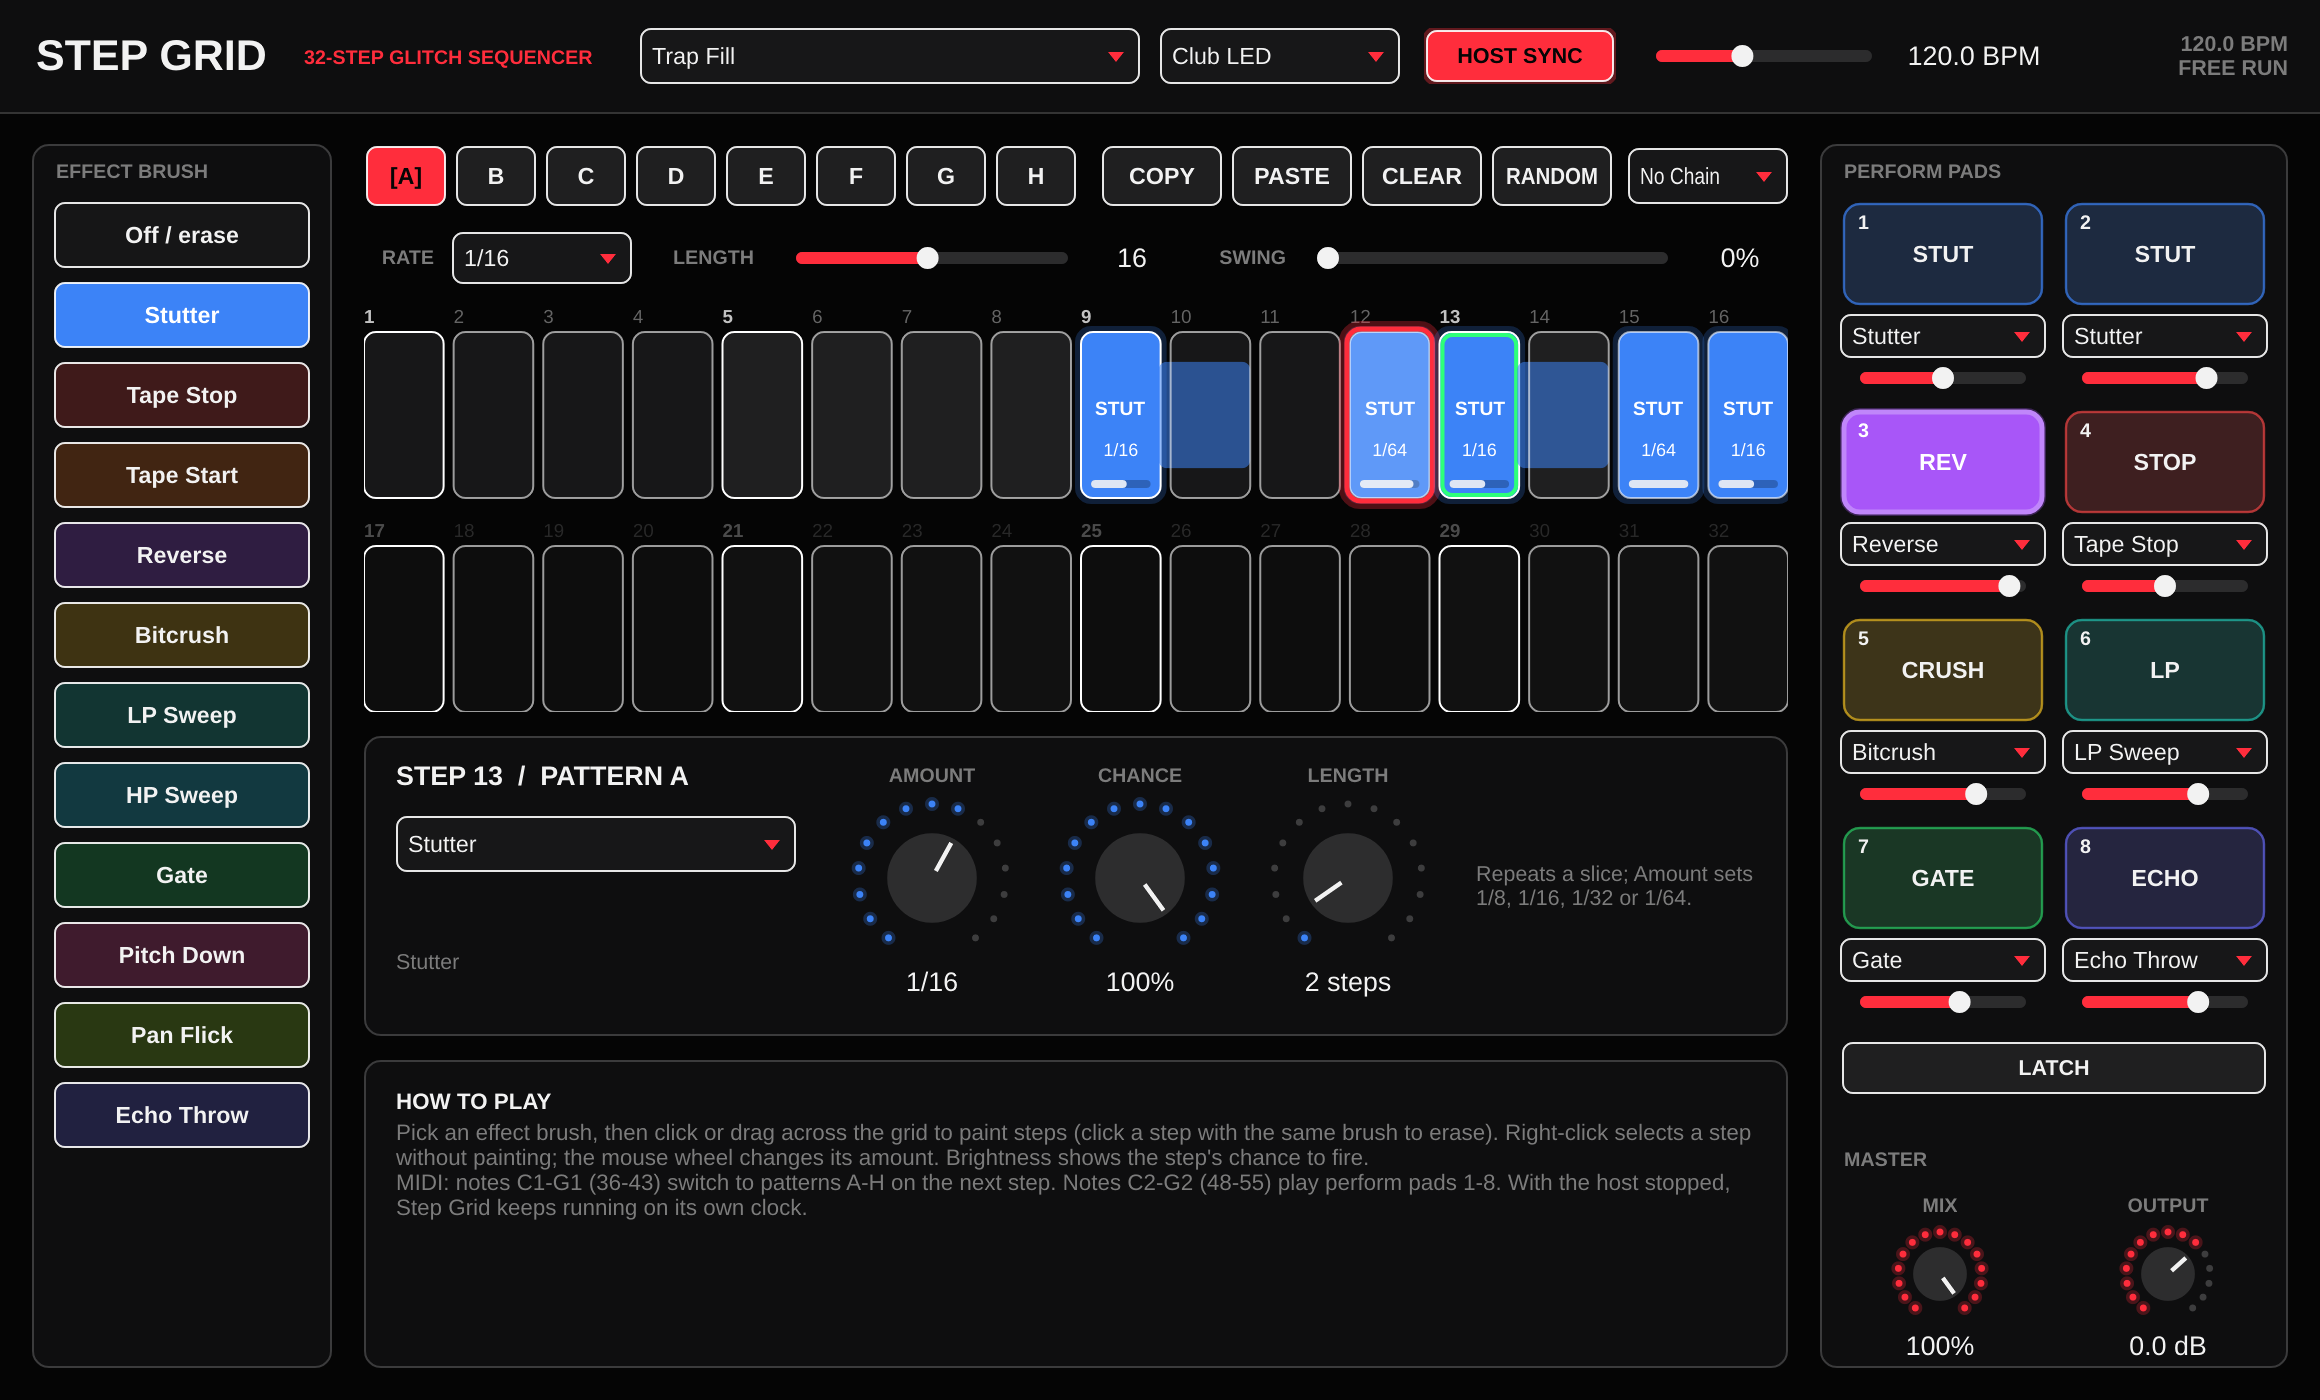 STEP GRID
32-STEP GLITCH SEQUENCER
Trap Fill
Club LED
HOST SYNC
120.0 BPM
120.0 BPM
FREE RUN
EFFECT BRUSH
Off / erase
Stutter
Tape Stop
Tape Start
Reverse
Bitcrush
LP Sweep
HP Sweep
Gate
Pitch Down
Pan Flick
Echo Throw
[A] B C D E F G H COPY PASTE CLEAR RANDOM No Chain
RATE 1/16 LENGTH 16 SWING 0%
1 2 3 4 5 6 7 8 9 10 11 12 13 14 15 16
STUT STUT STUT STUT STUT
1/16 1/64 1/16 1/64 1/16
17 18 19 20 21 22 23 24 25 26 27 28 29 30 31 32
STEP 13 / PATTERN A
Stutter
Stutter
AMOUNT CHANCE LENGTH
1/16 100% 2 steps
Repeats a slice; Amount sets
1/8, 1/16, 1/32 or 1/64.
HOW TO PLAY
Pick an effect brush, then click or drag across the grid to paint steps (click a step with the same brush to erase). Right-click selects a step
without painting; the mouse wheel changes its amount. Brightness shows the step's chance to fire.
MIDI: notes C1-G1 (36-43) switch to patterns A-H on the next step. Notes C2-G2 (48-55) play perform pads 1-8. With the host stopped,
Step Grid keeps running on its own clock.
PERFORM PADS
1 2
STUT STUT
Stutter Stutter
3 4
REV STOP
Reverse Tape Stop
5 6
CRUSH LP
Bitcrush LP Sweep
7 8
GATE ECHO
Gate Echo Throw
LATCH
MASTER
MIX OUTPUT
100% 0.0 dB